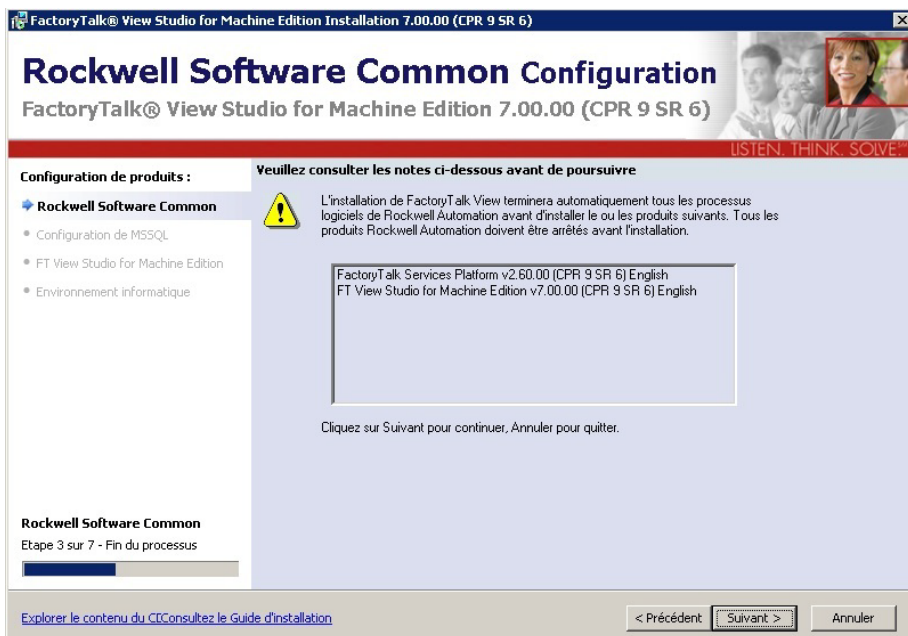 FactoryTalk® View Studio for Machine Edition Installation 7.00.00 (CPR 9 SR 6)
Rockwell Software Common Configuration
FactoryTalk® View Studio for Machine Edition 7.00.00 (CPR 9 SR 6)
LISTEN. THINK. SOLVE.℠
Configuration de produits :
Rockwell Software Common
Configuration de MSSQL
FT View Studio for Machine Edition
Environnement informatique
Veuillez consulter les notes ci-dessous avant de poursuivre
L'installation de FactoryTalk View terminera automatiquement tous les processus
logiciels de Rockwell Automation avant d'installer le ou les produits suivants. Tous les
produits Rockwell Automation doivent être arrêtés avant l'installation.
FactoryTalk Services Platform v2.60.00 (CPR 9 SR 6) English
FT View Studio for Machine Edition v7.00.00 (CPR 9 SR 6) English
Cliquez sur Suivant pour continuer, Annuler pour quitter.
Rockwell Software Common
Etape 3 sur 7 - Fin du processus
Explorer le contenu du CDConsultez le Guide d'installation
< Précédent
Suivant >
Annuler